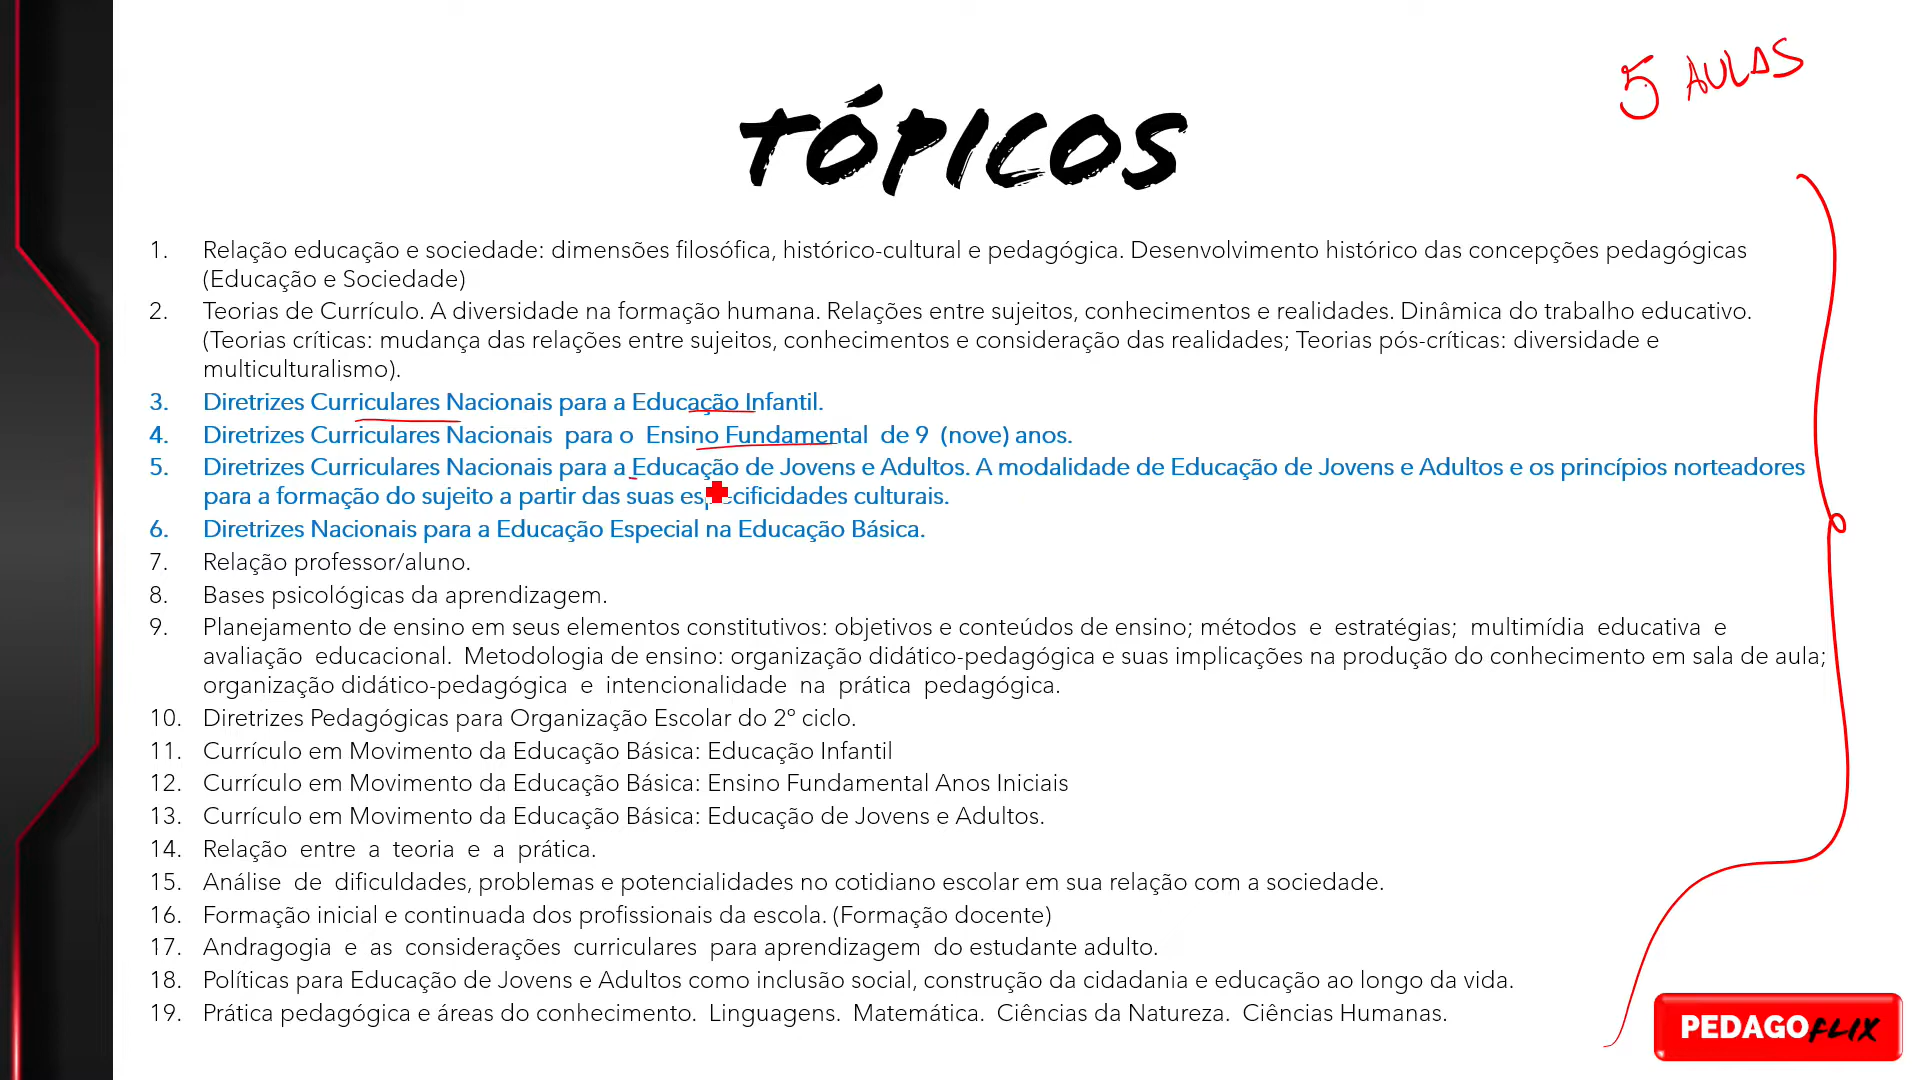 5 AULAS
TÓPICOS
1. Relação educação e sociedade: dimensões filosófica, histórico-cultural e pedagógica. Desenvolvimento histórico das concepções pedagógicas
(Educação e Sociedade)
2. Teorias de Currículo. A diversidade na formação humana. Relações entre sujeitos, conhecimentos e realidades. Dinâmica do trabalho educativo.
(Teorias críticas: mudança das relações entre sujeitos, conhecimentos e consideração das realidades; Teorias pós-críticas: diversidade e
multiculturalismo).
3. Diretrizes Curriculares Nacionais para a Educação Infantil.
4. Diretrizes Curriculares Nacionais para o Ensino Fundamental de 9 (nove) anos.
5. Diretrizes Curriculares Nacionais para a Educação de Jovens e Adultos. A modalidade de Educação de Jovens e Adultos e os princípios norteadores
para a formação do sujeito a partir das suas especificidades culturais.
6. Diretrizes Nacionais para a Educação Especial na Educação Básica.
7. Relação professor/aluno.
8. Bases psicológicas da aprendizagem.
9. Planejamento de ensino em seus elementos constitutivos: objetivos e conteúdos de ensino; métodos e estratégias; multimídia educativa e
avaliação educacional. Metodologia de ensino: organização didático-pedagógica e suas implicações na produção do conhecimento em sala de aula;
organização didático-pedagógica e intencionalidade na prática pedagógica.
10. Diretrizes Pedagógicas para Organização Escolar do 2º ciclo.
11. Currículo em Movimento da Educação Básica: Educação Infantil
12. Currículo em Movimento da Educação Básica: Ensino Fundamental Anos Iniciais
13. Currículo em Movimento da Educação Básica: Educação de Jovens e Adultos.
14. Relação entre a teoria e a prática.
15. Análise de dificuldades, problemas e potencialidades no cotidiano escolar em sua relação com a sociedade.
16. Formação inicial e continuada dos profissionais da escola. (Formação docente)
17. Andragogia e as considerações curriculares para aprendizagem do estudante adulto.
18. Políticas para Educação de Jovens e Adultos como inclusão social, construção da cidadania e educação ao longo da vida.
19. Prática pedagógica e áreas do conhecimento. Linguagens. Matemática. Ciências da Natureza. Ciências Humanas.
PEDAGOFLIX